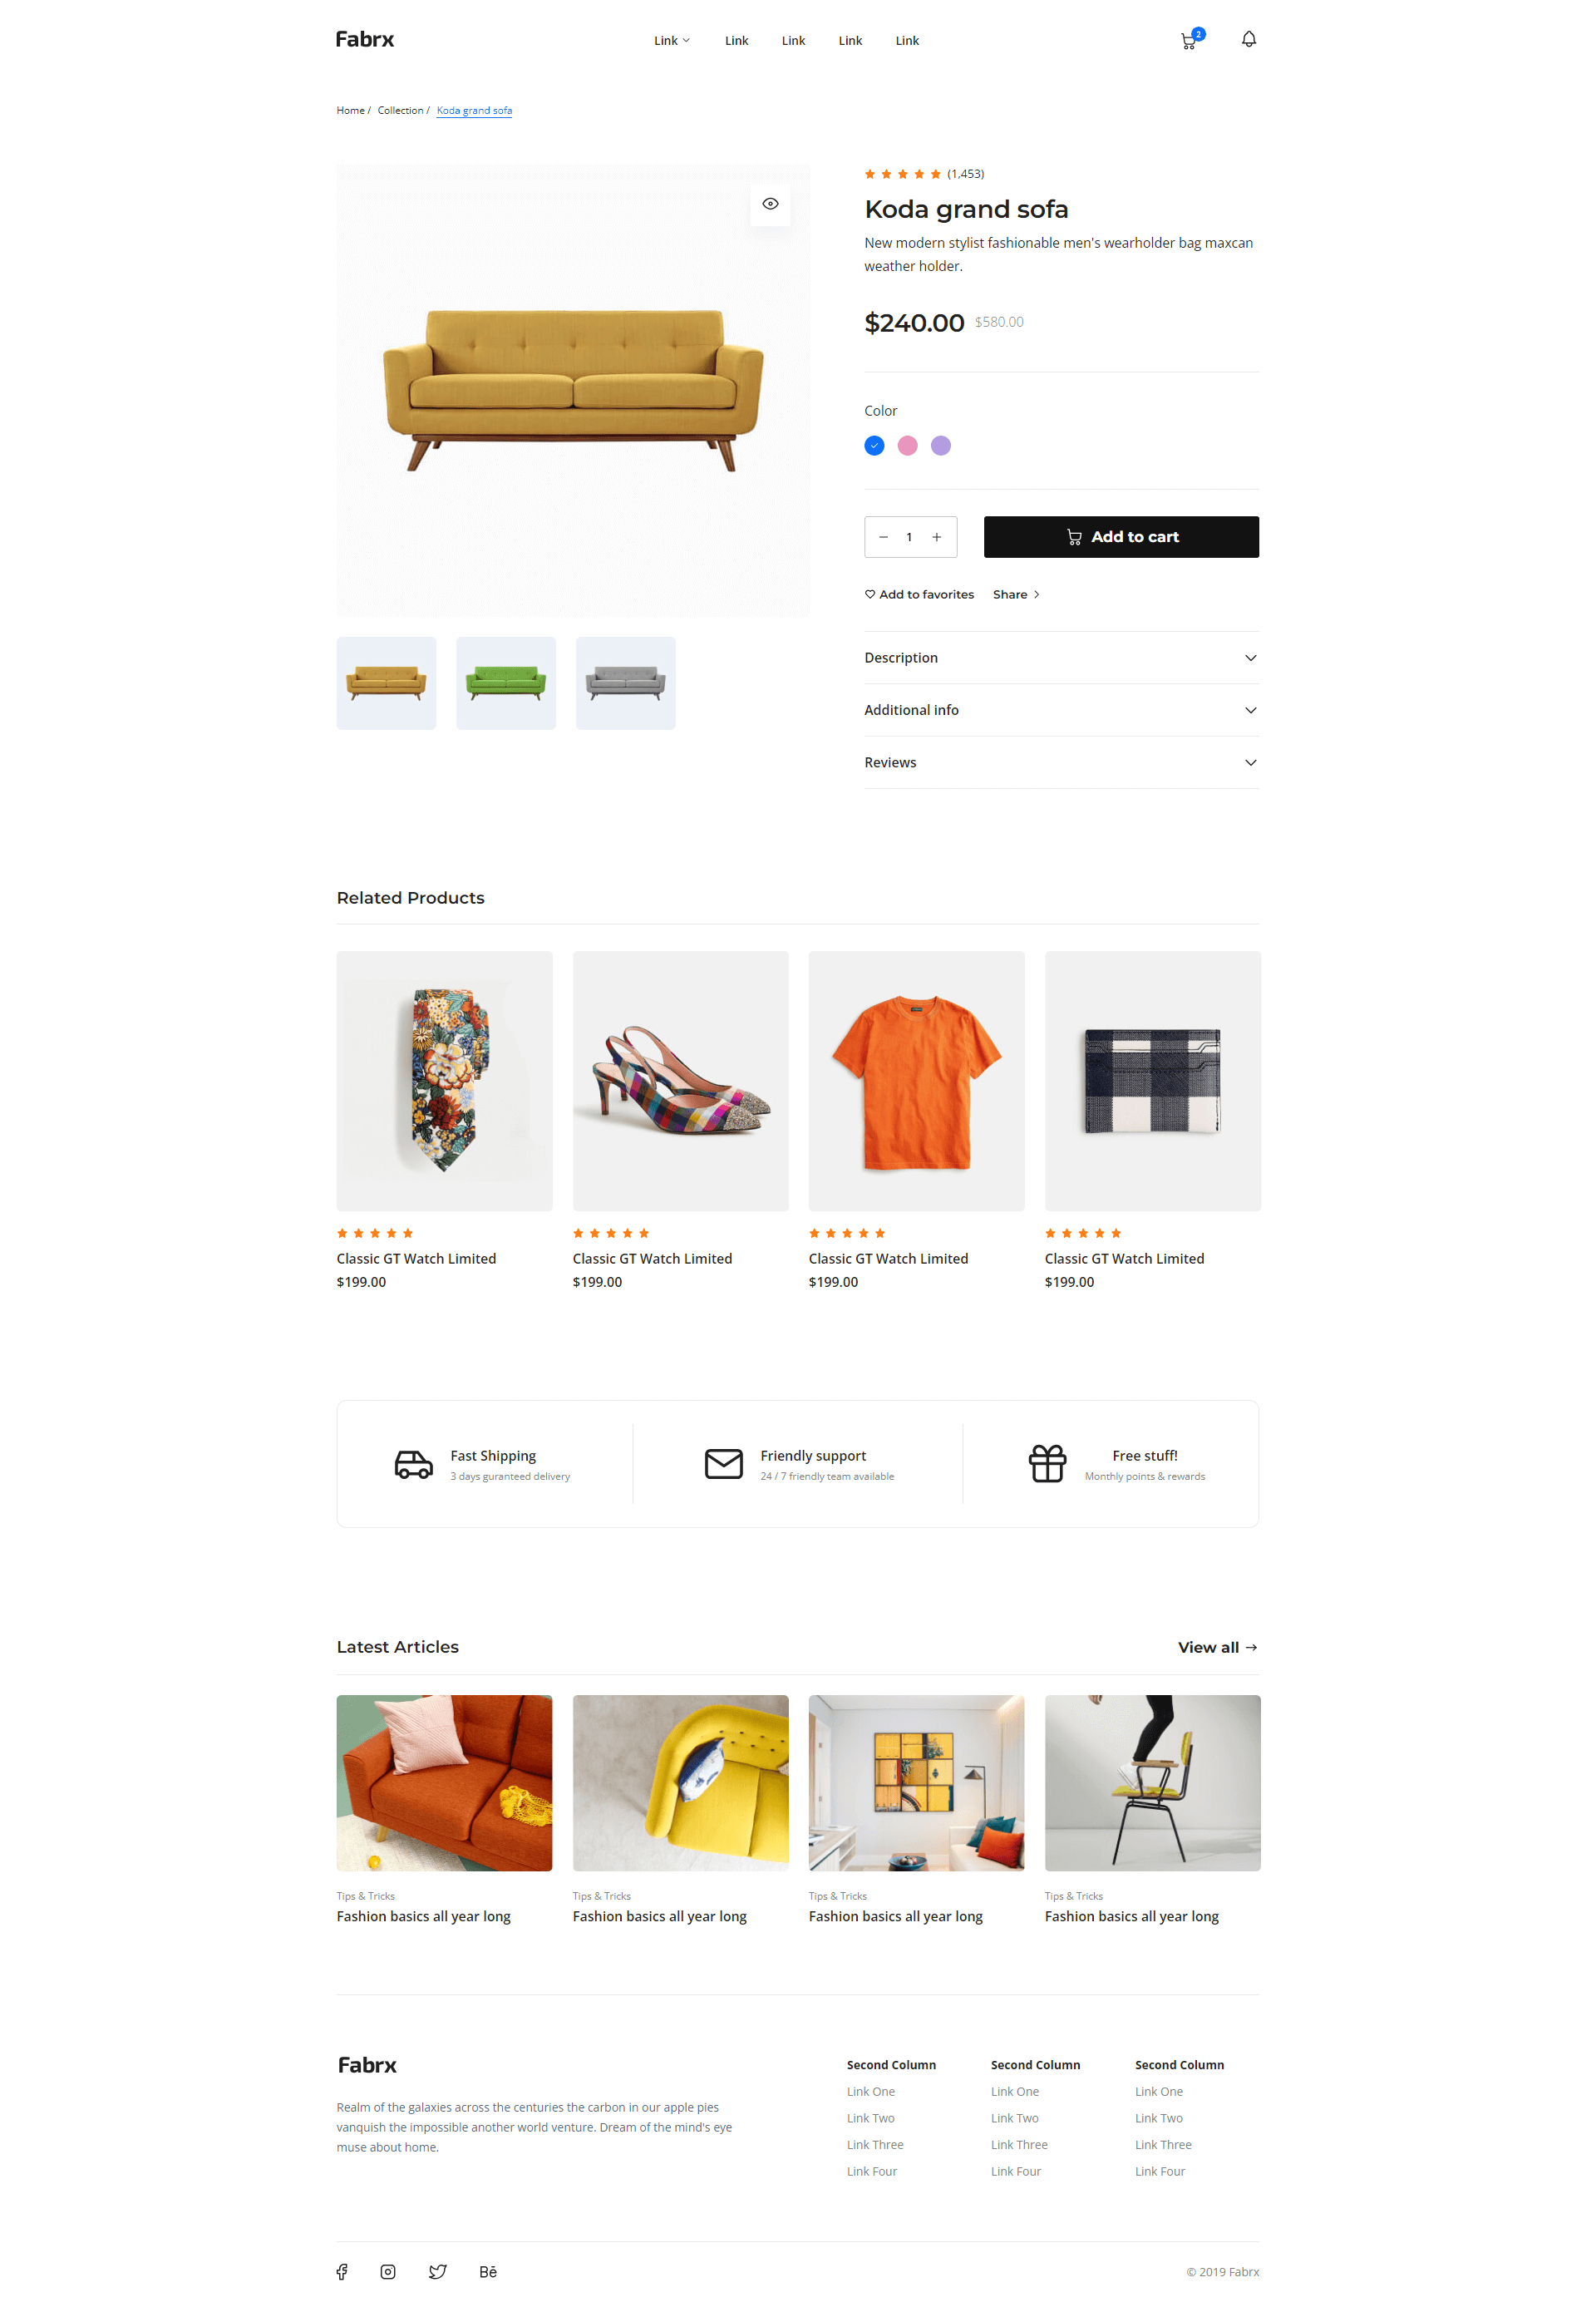 Fabrx
Link Link Link Link Link
2
Home / Collection / Koda grand sofa
(1,453)
Koda grand sofa
New modern stylist fashionable men's wearholder bag maxcan
weather holder.
$240.00 $580.00
Color
1
Add to cart
Add to favorites Share
Description
Additional info
Reviews
Related Products
Classic GT Watch Limited
$199.00
Classic GT Watch Limited
$199.00
Classic GT Watch Limited
$199.00
Classic GT Watch Limited
$199.00
Fast Shipping
3 days guranteed delivery
Friendly support
24 / 7 friendly team available
Free stuff!
Monthly points & rewards
Latest Articles
View all
Tips & Tricks
Fashion basics all year long
Tips & Tricks
Fashion basics all year long
Tips & Tricks
Fashion basics all year long
Tips & Tricks
Fashion basics all year long
Fabrx
Realm of the galaxies across the centuries the carbon in our apple pies
vanquish the impossible another world venture. Dream of the mind's eye
muse about home.
Second Column
Link One
Link Two
Link Three
Link Four
Second Column
Link One
Link Two
Link Three
Link Four
Second Column
Link One
Link Two
Link Three
Link Four
Bē
© 2019 Fabrx